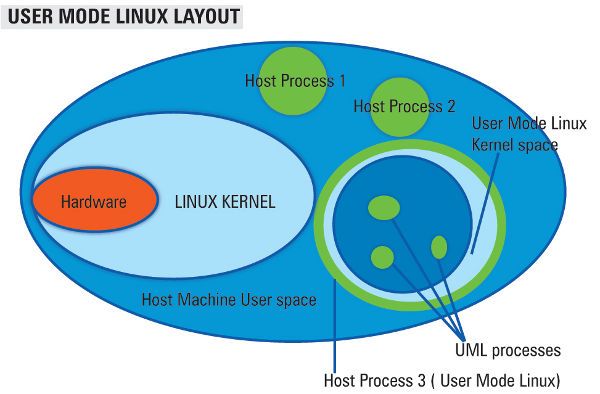 USER MODE LINUX LAYOUT
Host Process 1
Host Process 2
User Mode Linux
Kernel space
Hardware
LINUX KERNEL
Host Machine User space
UML processes
Host Process 3 ( User Mode Linux)